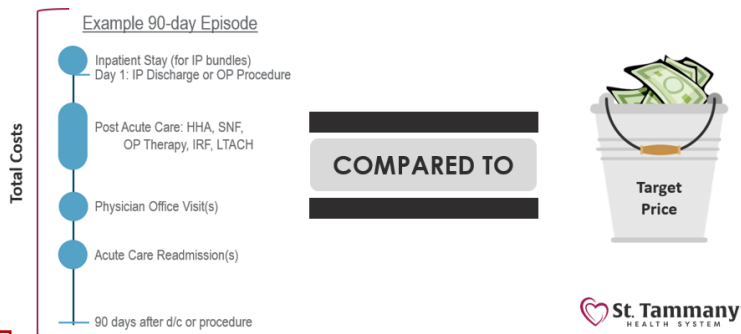 Example 90-day Episode
Total Costs
Inpatient Stay (for IP bundles)
Day 1: IP Discharge or OP Procedure
Post Acute Care: HHA, SNF,
OP Therapy, IRF, LTACH
Physician Office Visit(s)
Acute Care Readmission(s)
90 days after d/c or procedure
COMPARED TO
Target
Price
St. Tammany
HEALTH SYSTEM